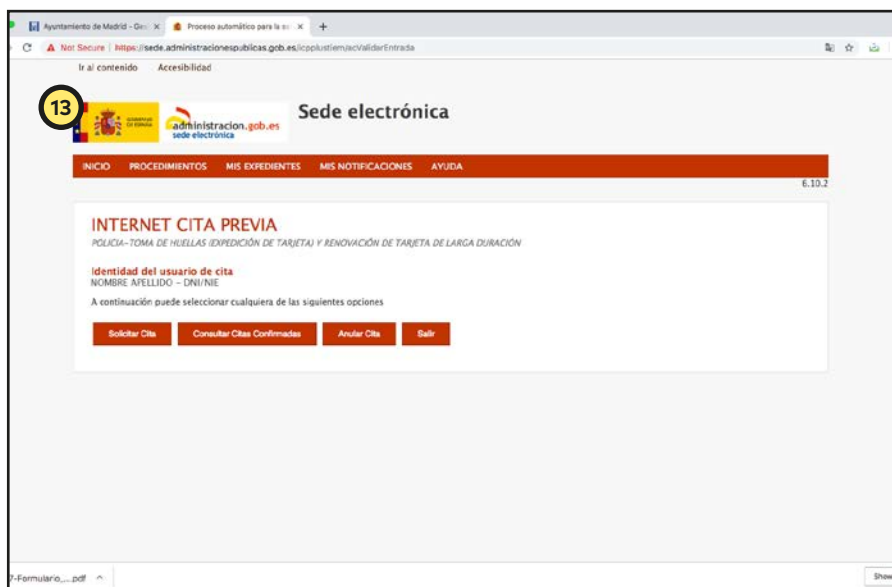 Ayuntamiento de Madrid - Ges
Proceso automático para la so
Not Secure | https://sede.administracionespublicas.gob.es/icpplustiem/acValidarEntrada
Ir al contenido Accesibilidad
13
GOBIERNO
DE ESPAÑA
administracion.gob.es
sede electrónica
Sede electrónica
INICIO PROCEDIMIENTOS MIS EXPEDIENTES MIS NOTIFICACIONES AYUDA
6.10.2
INTERNET CITA PREVIA
POLICIA-TOMA DE HUELLAS (EXPEDICIÓN DE TARJETA) Y RENOVACIÓN DE TARJETA DE LARGA DURACIÓN
Identidad del usuario de cita
NOMBRE APELLIDO - DNI/NIE
A continuación puede seleccionar cualquiera de las siguientes opciones
Solicitar Cita Consultar Citas Confirmadas Anular Cita Salir
7-Formulario_....pdf
Show